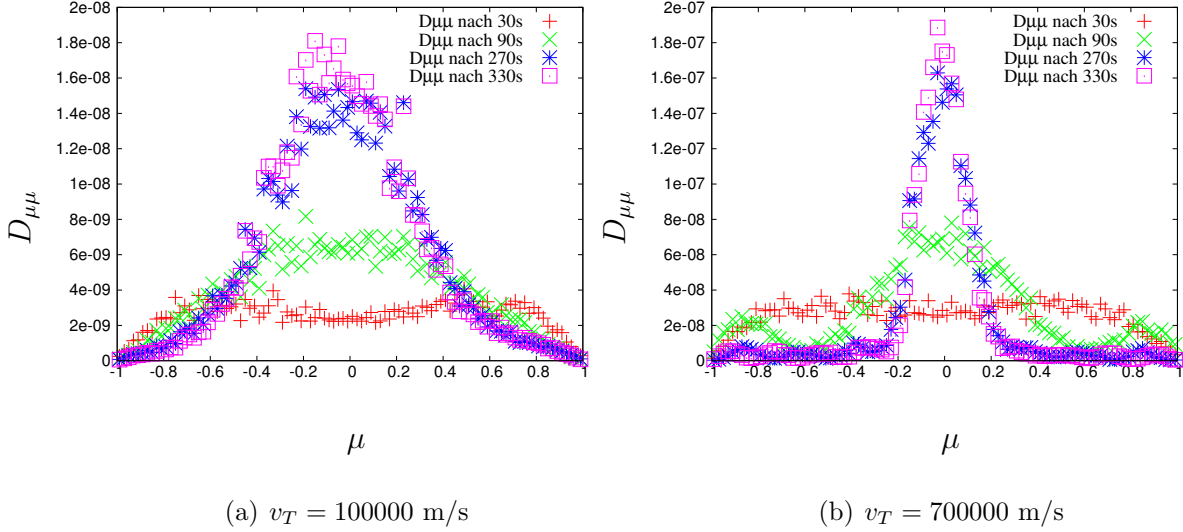 2e-08
1.8e-08
1.6e-08
1.4e-08
1.2e-08
1e-08
8e-09
6e-09
4e-09
2e-09
0
-1 -0.8 -0.6 -0.4 -0.2 0 0.2 0.4 0.6 0.8 1
Dμμ
μ
Dμμ nach 30s
Dμμ nach 90s
Dμμ nach 270s
Dμμ nach 330s
(a) vT = 100000 m/s
2e-07
1.8e-07
1.6e-07
1.4e-07
1.2e-07
1e-07
8e-08
6e-08
4e-08
2e-08
0
-1 -0.8 -0.6 -0.4 -0.2 0 0.2 0.4 0.6 0.8 1
Dμμ
μ
Dμμ nach 30s
Dμμ nach 90s
Dμμ nach 270s
Dμμ nach 330s
(b) vT = 700000 m/s